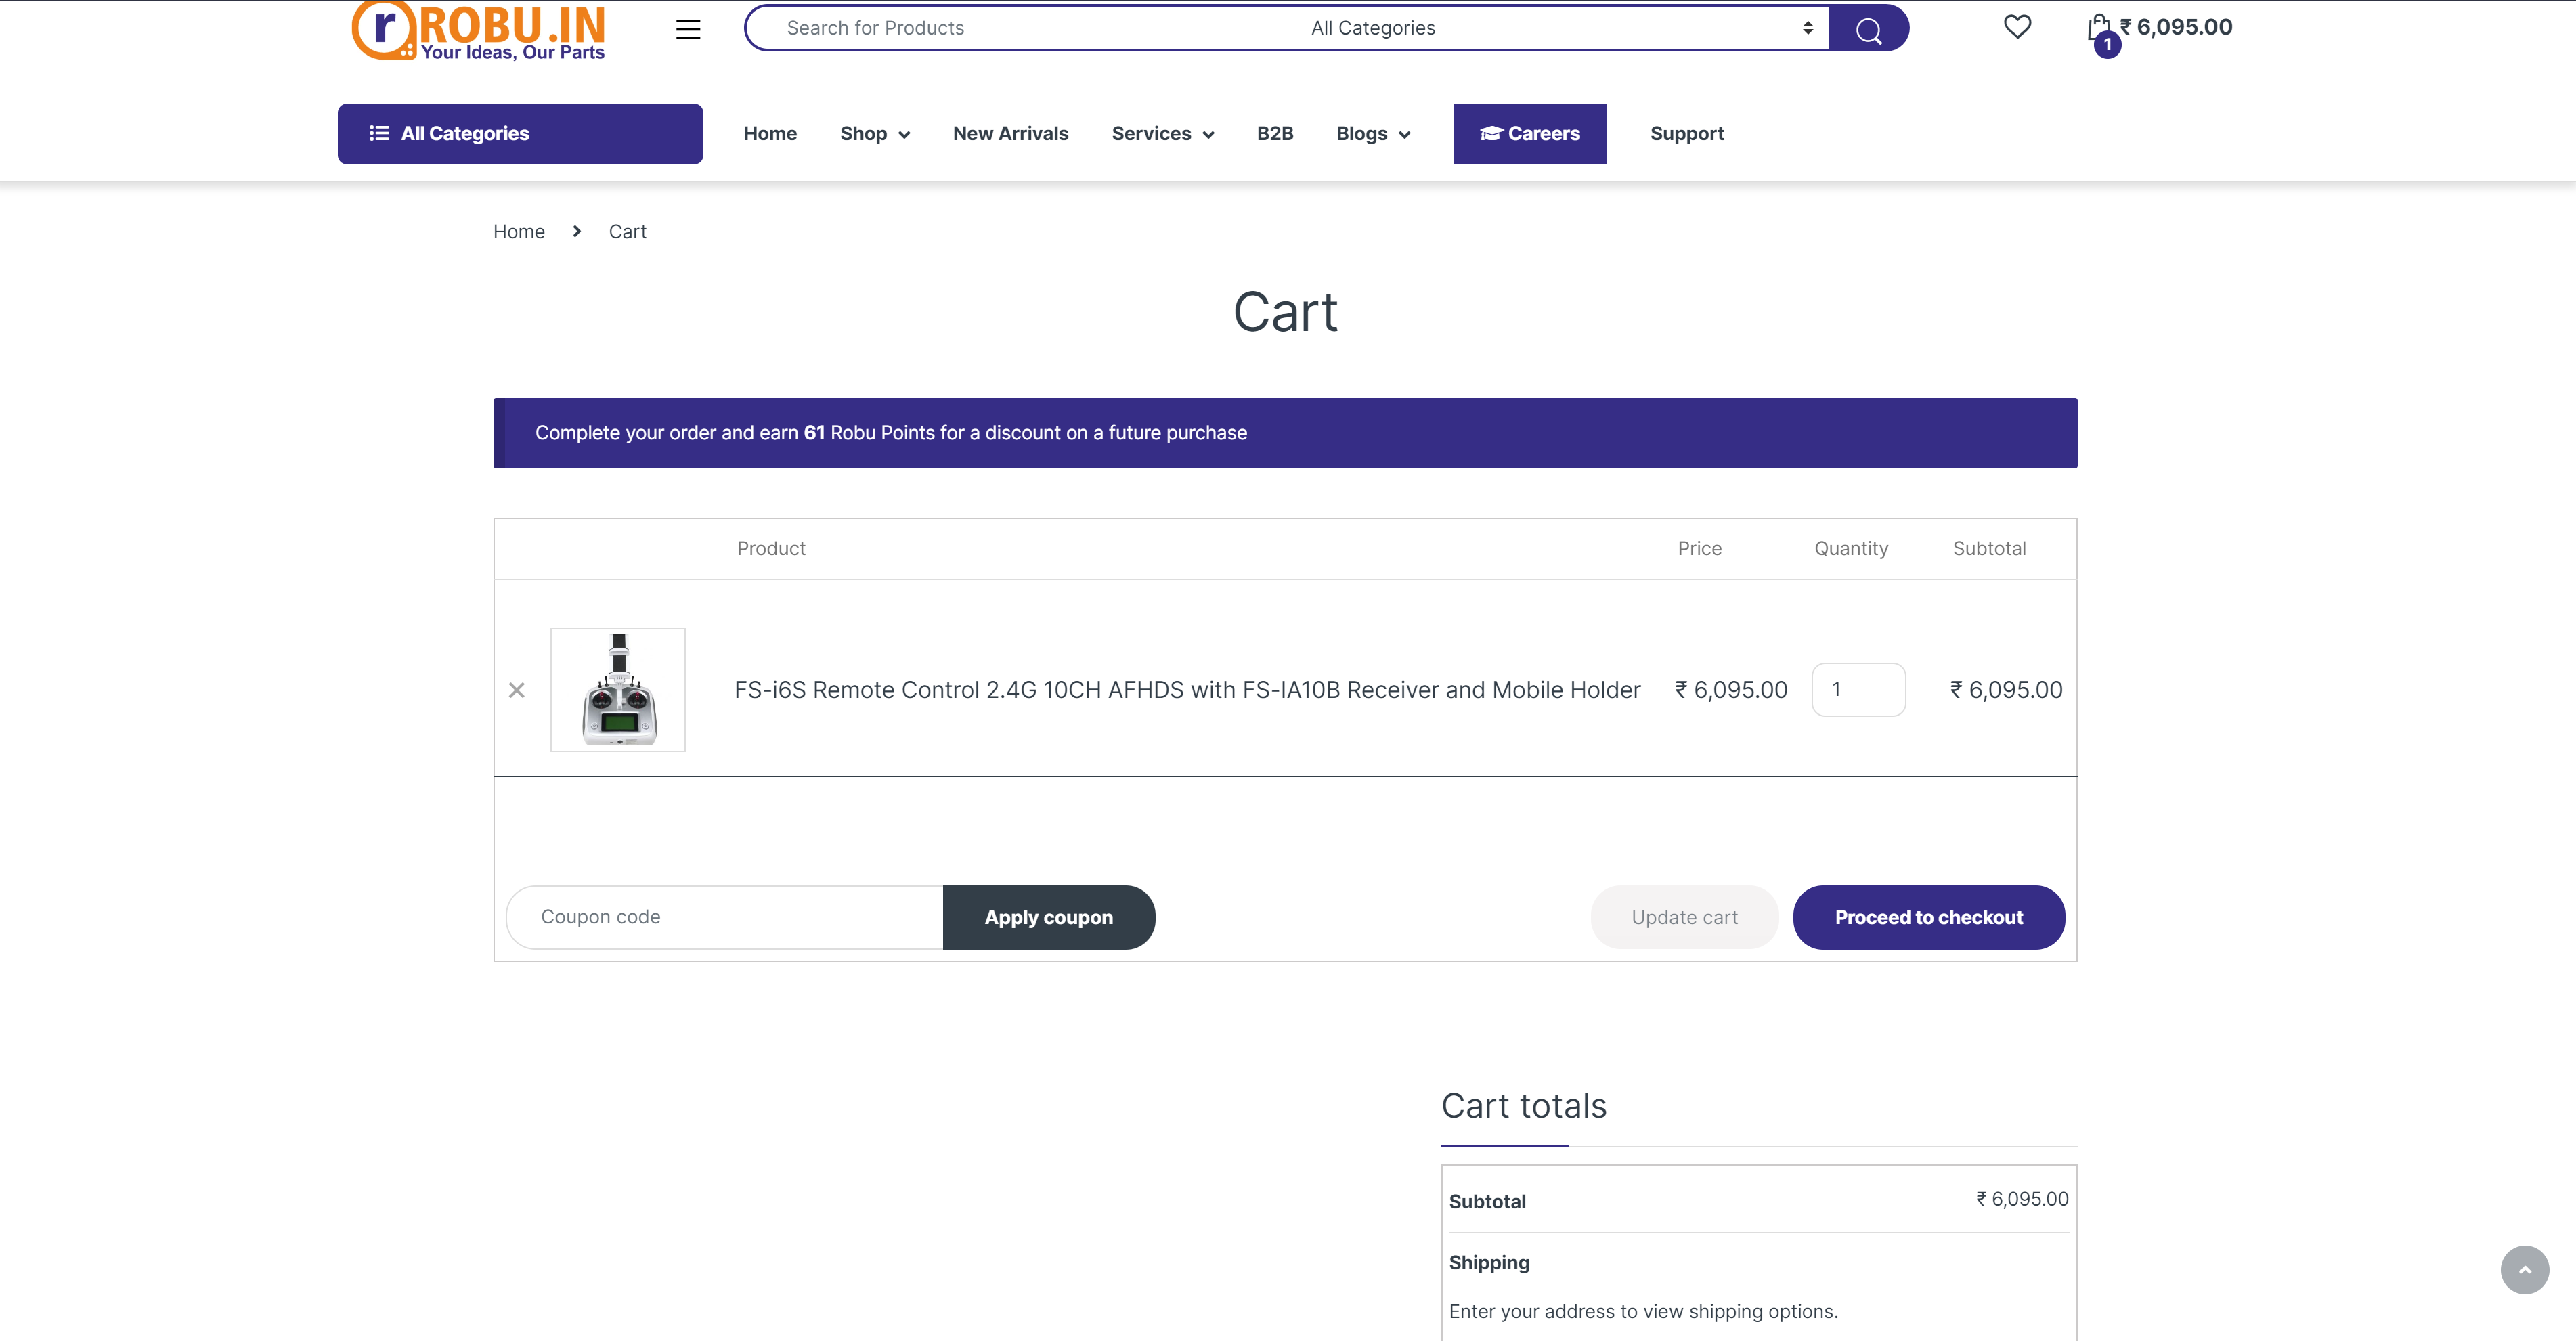 ROBU.IN
Your Ideas, Our Parts
Search for Products
All Categories
₹ 6,095.00
1
All Categories
Home
Shop
New Arrivals
Services
B2B
Blogs
Careers
Support
Home
Cart
Cart
Complete your order and earn 61 Robu Points for a discount on a future purchase
Product
Price
Quantity
Subtotal
FS-i6S Remote Control 2.4G 10CH AFHDS with FS-IA10B Receiver and Mobile Holder
₹ 6,095.00
1
₹ 6,095.00
Coupon code
Apply coupon
Update cart
Proceed to checkout
Cart totals
Subtotal
₹ 6,095.00
Shipping
Enter your address to view shipping options.